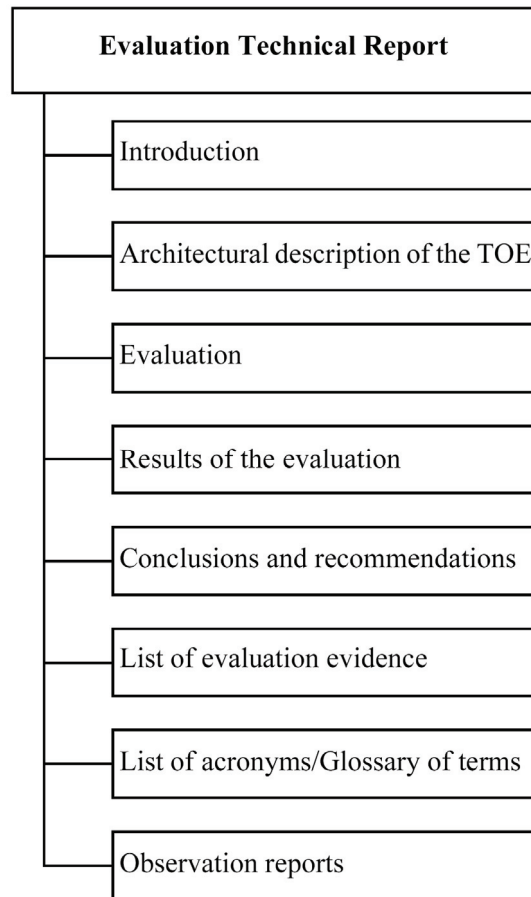 Evaluation Technical Report
Introduction
Architectural description of the TOE
Evaluation
Results of the evaluation
Conclusions and recommendations
List of evaluation evidence
List of acronyms/Glossary of terms
Observation reports